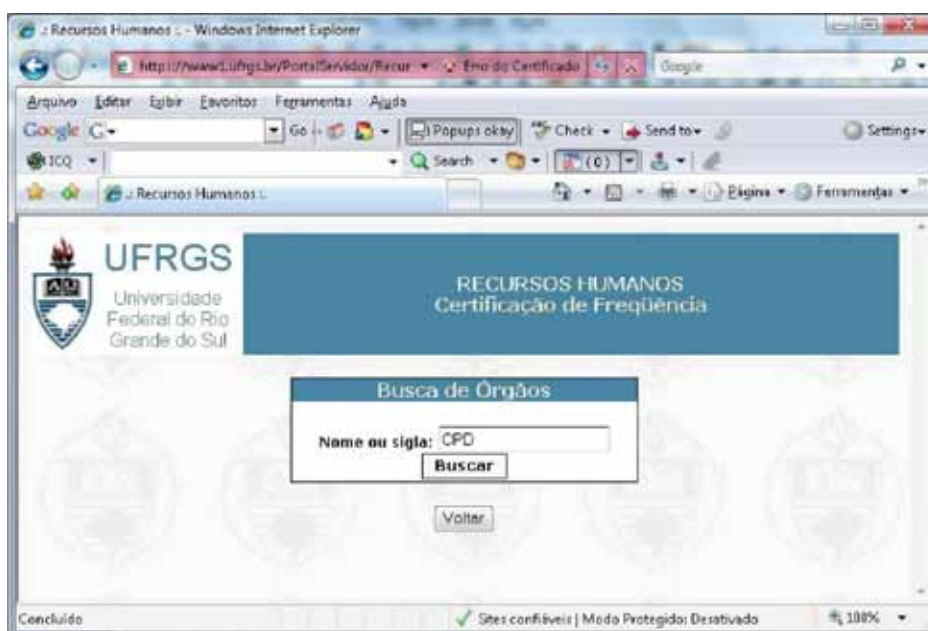 .: Recursos Humanos :. - Windows Internet Explorer
Erro de Certificado
Google
Arquivo Editar Exibir Favoritos Ferramentas Ajuda
Google G Go Popups okay Check Send to Settings
ICQ Search (0)
.: Recursos Humanos :. Página Ferramentas
UFRGS
Universidade
Federal do Rio
Grande do Sul
RECURSOS HUMANOS
Certificação de Freqüência
Busca de Órgãos
Nome ou sigla: CPD
Buscar
Voltar
Concluído Sites confiáveis | Modo Protegido: Desativado 100%